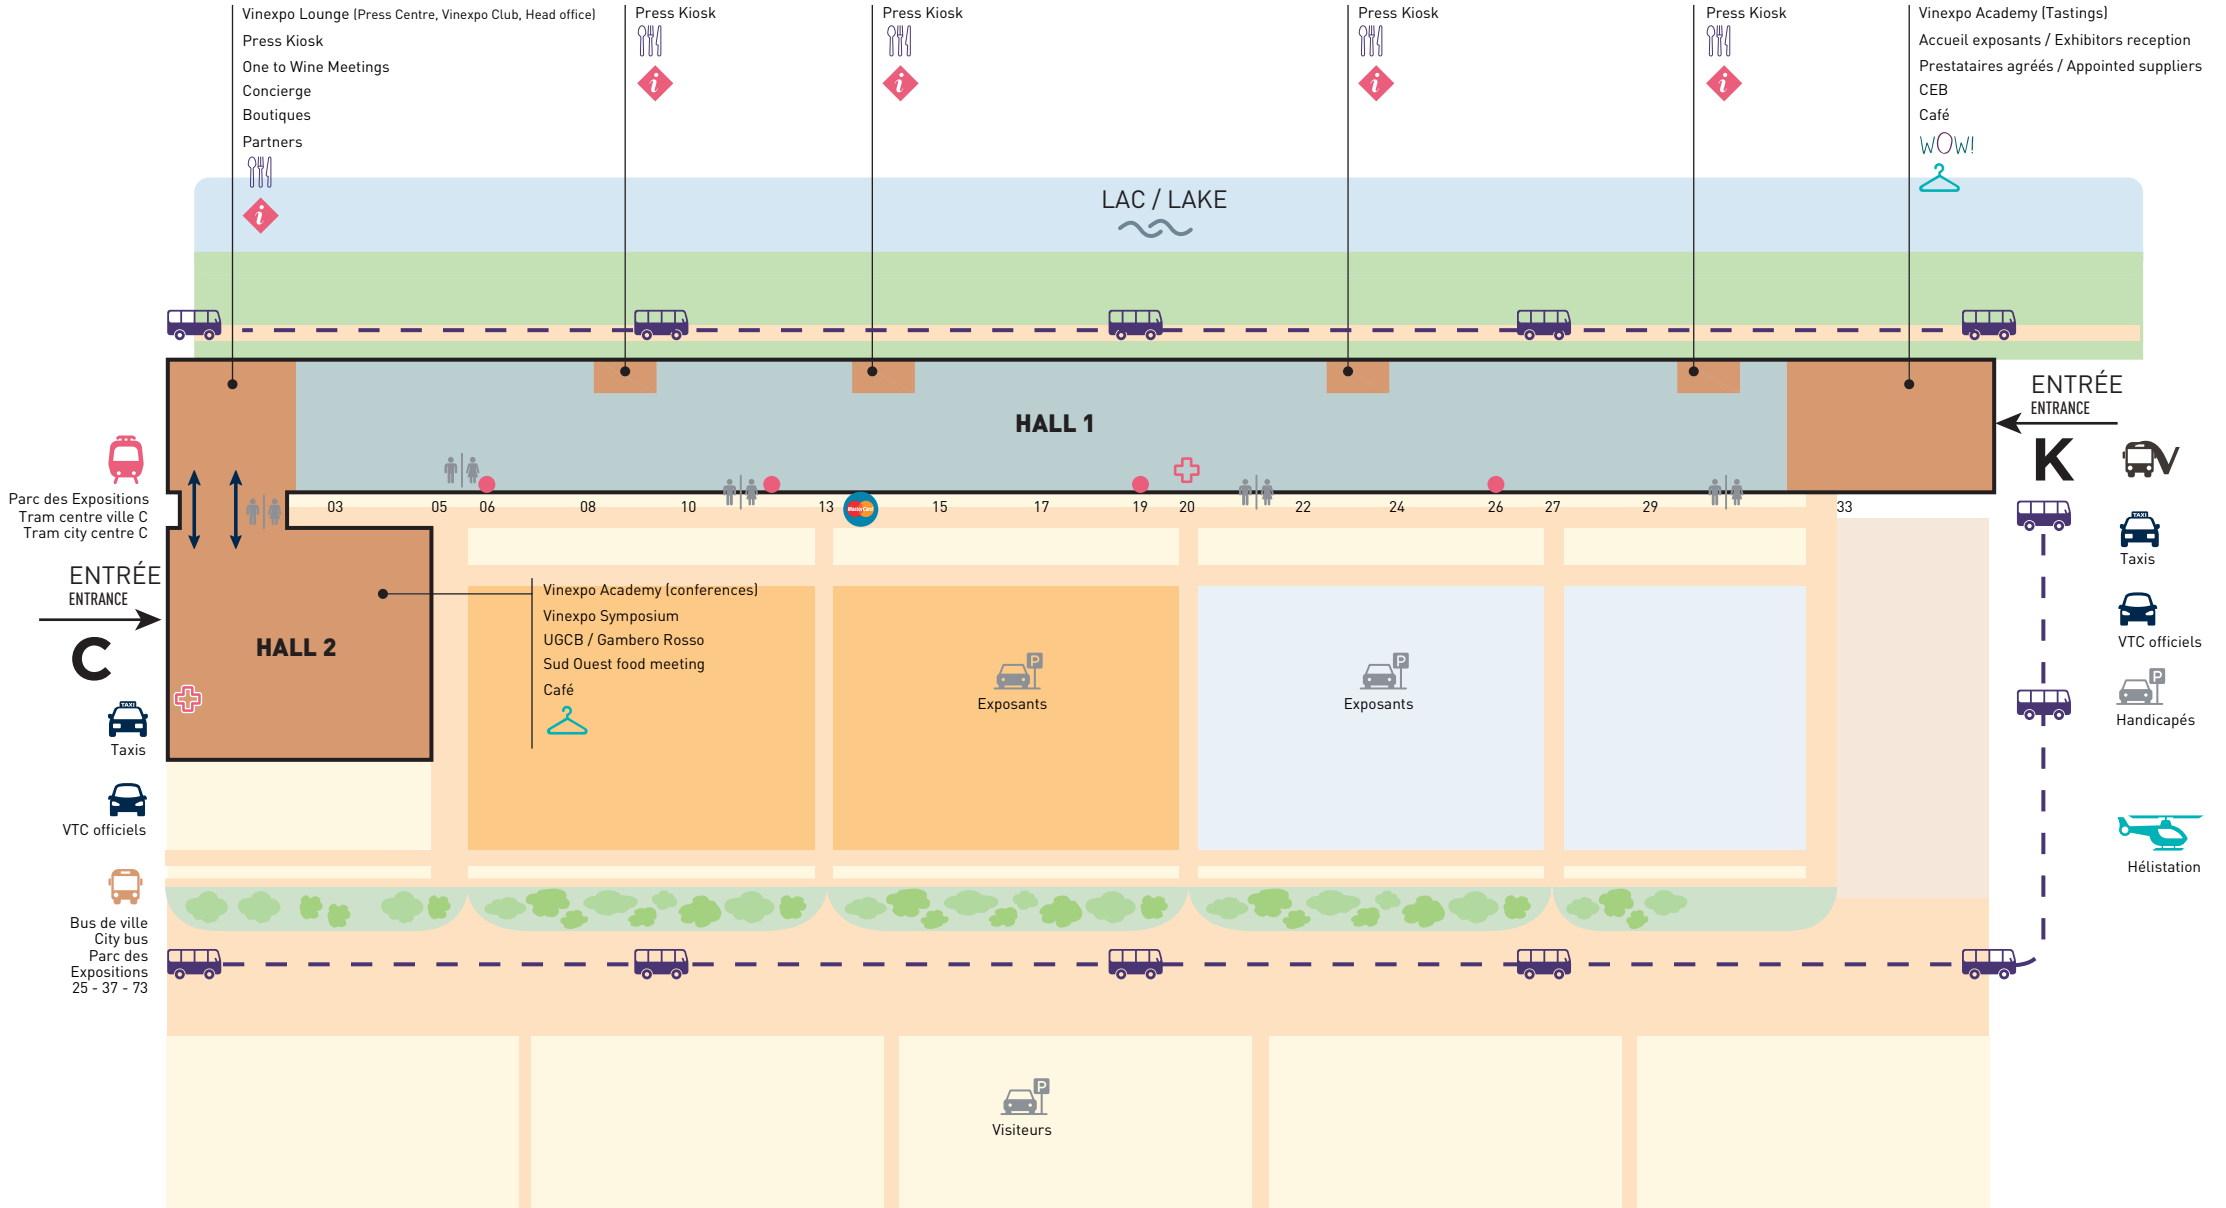 Vinexpo Lounge (Press Centre, Vinexpo Club, Head office)
Press Kiosk
One to Wine Meetings
Concierge
Boutiques
Partners
i
Press Kiosk
i
Press Kiosk
i
Press Kiosk
i
Press Kiosk
i
Vinexpo Academy (Tastings)
Accueil exposants / Exhibitors reception
Prestataires agréés / Appointed suppliers
CEB
Café
WOW!
LAC / LAKE
HALL 1
ENTRÉE
ENTRANCE
K
V
Parc des Expositions
Tram centre ville C
Tram city centre C
03
05
06
08
10
13
MasterCard
15
17
19
20
22
24
26
27
29
33
TAXI
Taxis
VTC officiels
P
Handicapés
Hélistation
ENTRÉE
ENTRANCE
C
HALL 2
Vinexpo Academy (conferences)
Vinexpo Symposium
UGCB / Gambero Rosso
Sud Ouest food meeting
Café
P
Exposants
P
Exposants
TAXI
Taxis
VTC officiels
Bus de ville
City bus
Parc des
Expositions
25 - 37 - 73
P
Visiteurs